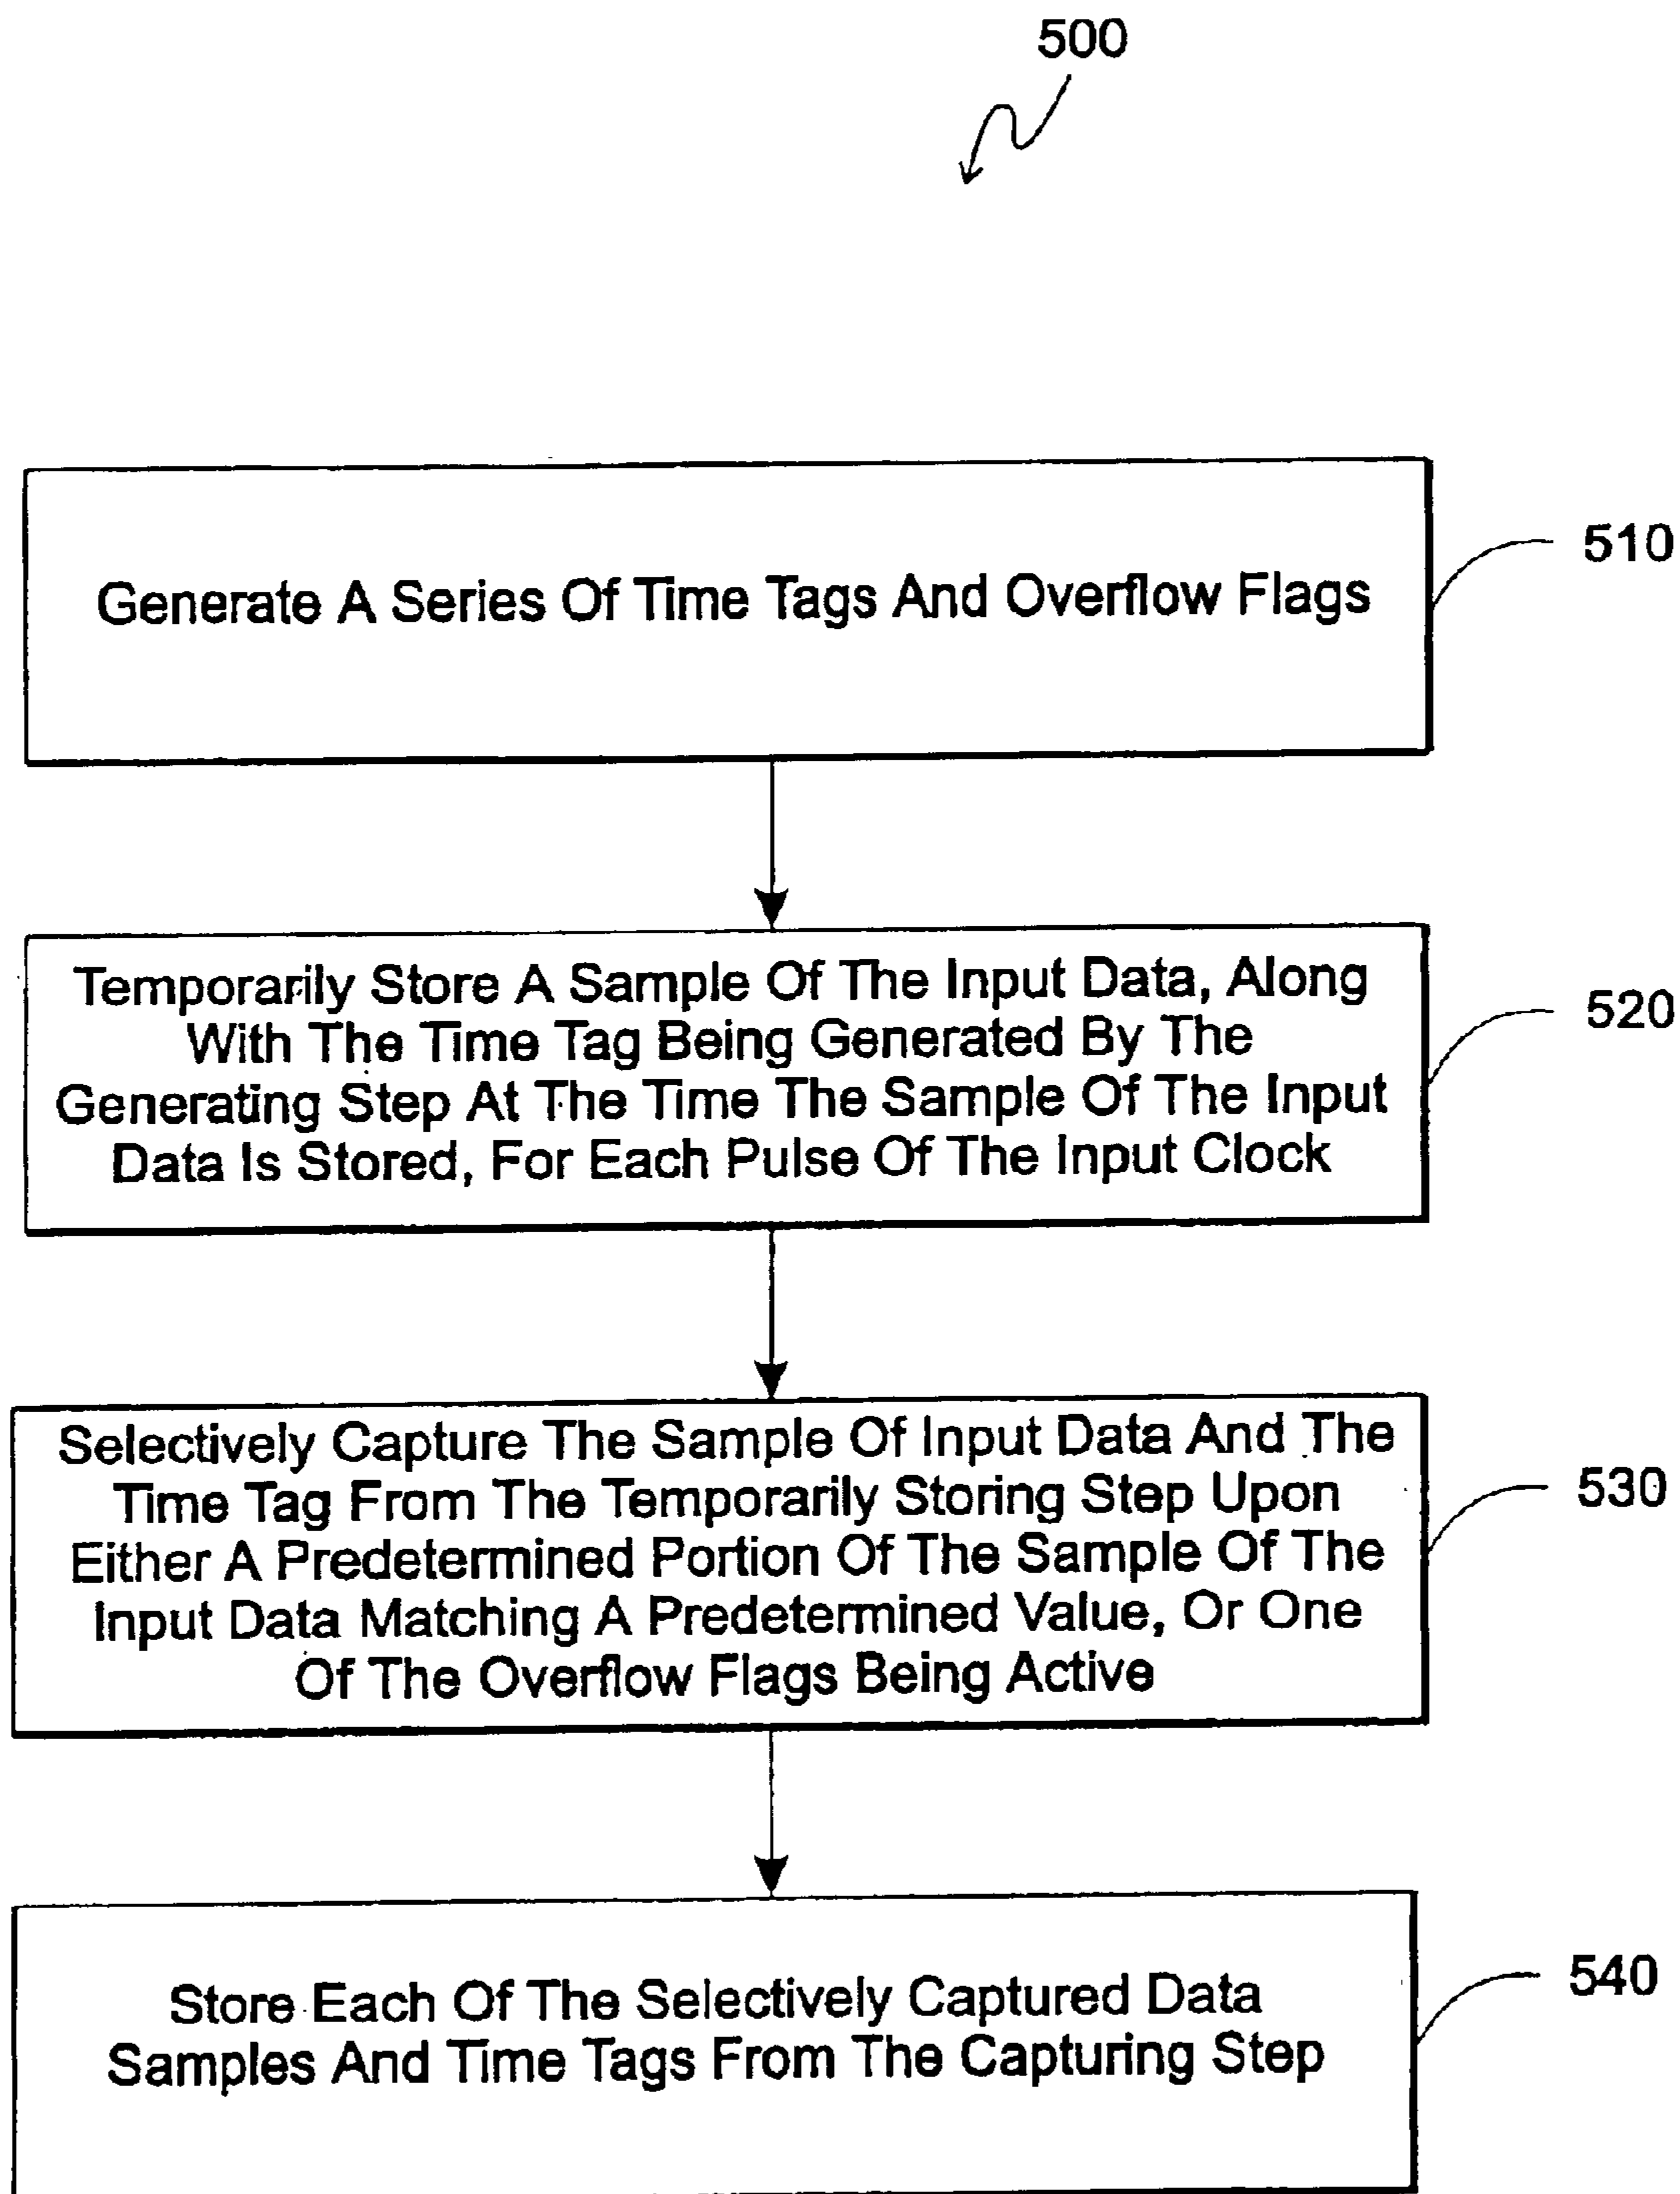 500
Generate A Series Of Time Tags And Overflow Flags
510
Temporarily Store A Sample Of The Input Data, Along
With The Time Tag Being Generated By The
Generating Step At The Time The Sample Of The Input
Data Is Stored, For Each Pulse Of The Input Clock
520
Selectively Capture The Sample Of Input Data And The
Time Tag From The Temporarily Storing Step Upon
Either A Predetermined Portion Of The Sample Of The
Input Data Matching A Predetermined Value, Or One
Of The Overflow Flags Being Active
530
Store Each Of The Selectively Captured Data
Samples And Time Tags From The Capturing Step
540